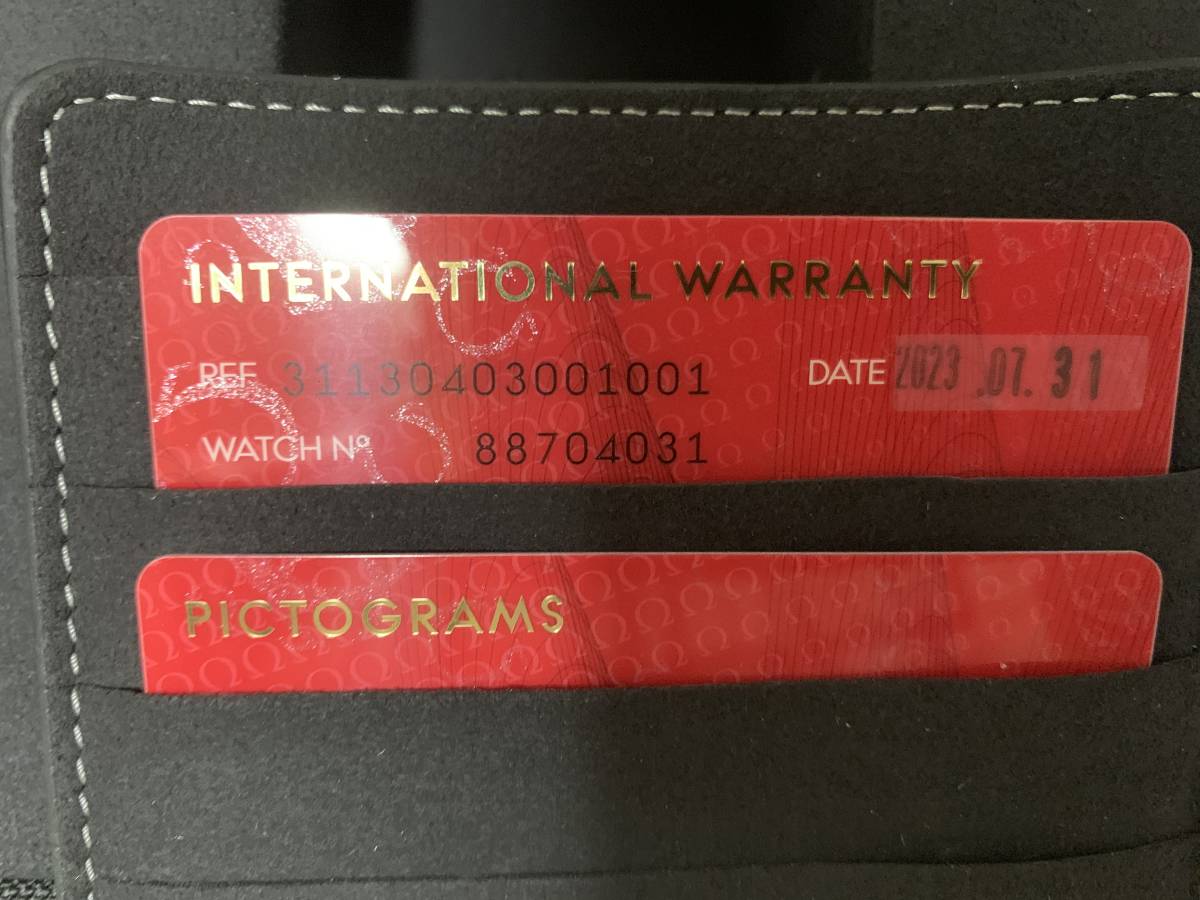 INTERNATIONAL WARRANTY
REF 31130403001001 DATE 2023.07.31
WATCH Nº 88704031
PICTOGRAMS